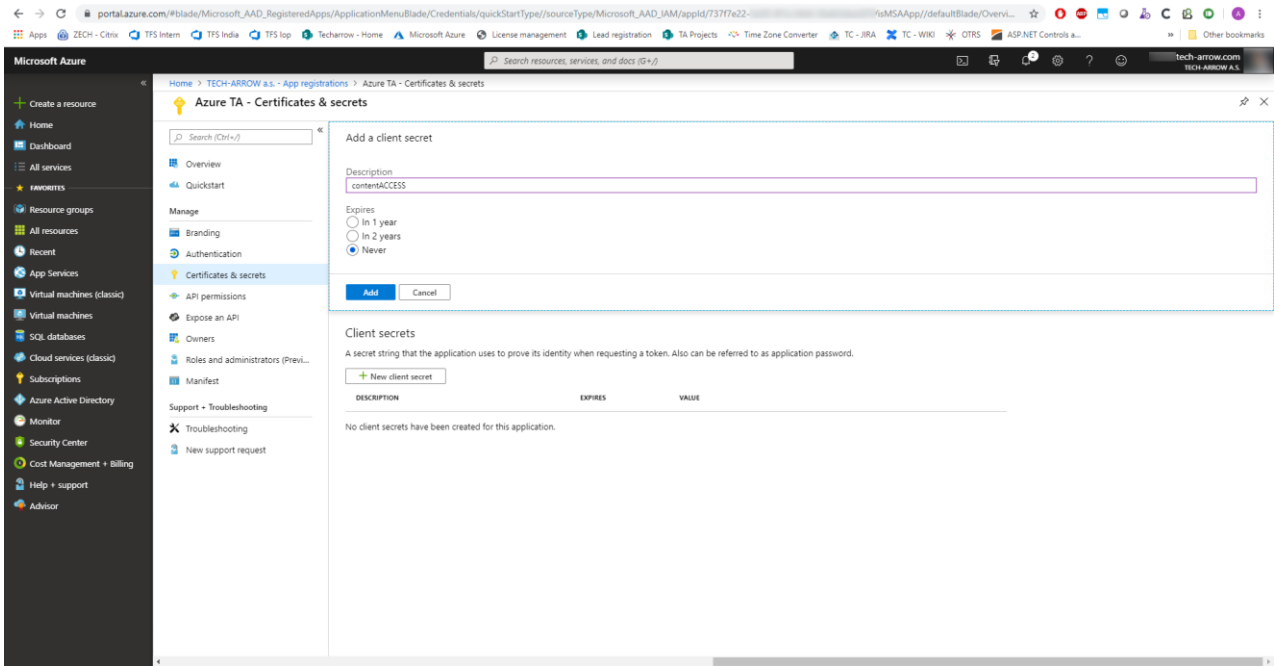 portal.azure.com/#blade/Microsoft_AAD_RegisteredApps/ApplicationMenuBlade/Credentials/quickStartType//sourceType/Microsoft_AAD_IAM/appId/737f7e22- /isMSAApp//defaultBlade/Overvi...
Apps ZECH - Citrix TFS Intern TFS India TFS Iop Techarrow - Home Microsoft Azure License management Lead registration TA Projects Time Zone Converter TC - JIRA TC - WIKI OTRS ASP.NET Controls a... » Other bookmarks
Microsoft Azure
Search resources, services, and docs (G+/)
tech-arrow.com
TECH-ARROW A.S.
Home > TECH-ARROW a.s. - App registrations > Azure TA - Certificates & secrets
Azure TA - Certificates & secrets
Create a resource
Home
Dashboard
All services
FAVORITES
Resource groups
All resources
Recent
App Services
Virtual machines (classic)
Virtual machines
SQL databases
Cloud services (classic)
Subscriptions
Azure Active Directory
Monitor
Security Center
Cost Management + Billing
Help + support
Advisor
Search (Ctrl+/)
Overview
Quickstart
Manage
Branding
Authentication
Certificates & secrets
API permissions
Expose an API
Owners
Roles and administrators (Previ...
Manifest
Support + Troubleshooting
Troubleshooting
New support request
Add a client secret
Description
contentACCESS
Expires
In 1 year
In 2 years
Never
Add Cancel
Client secrets
A secret string that the application uses to prove its identity when requesting a token. Also can be referred to as application password.
New client secret
DESCRIPTION EXPIRES VALUE
No client secrets have been created for this application.